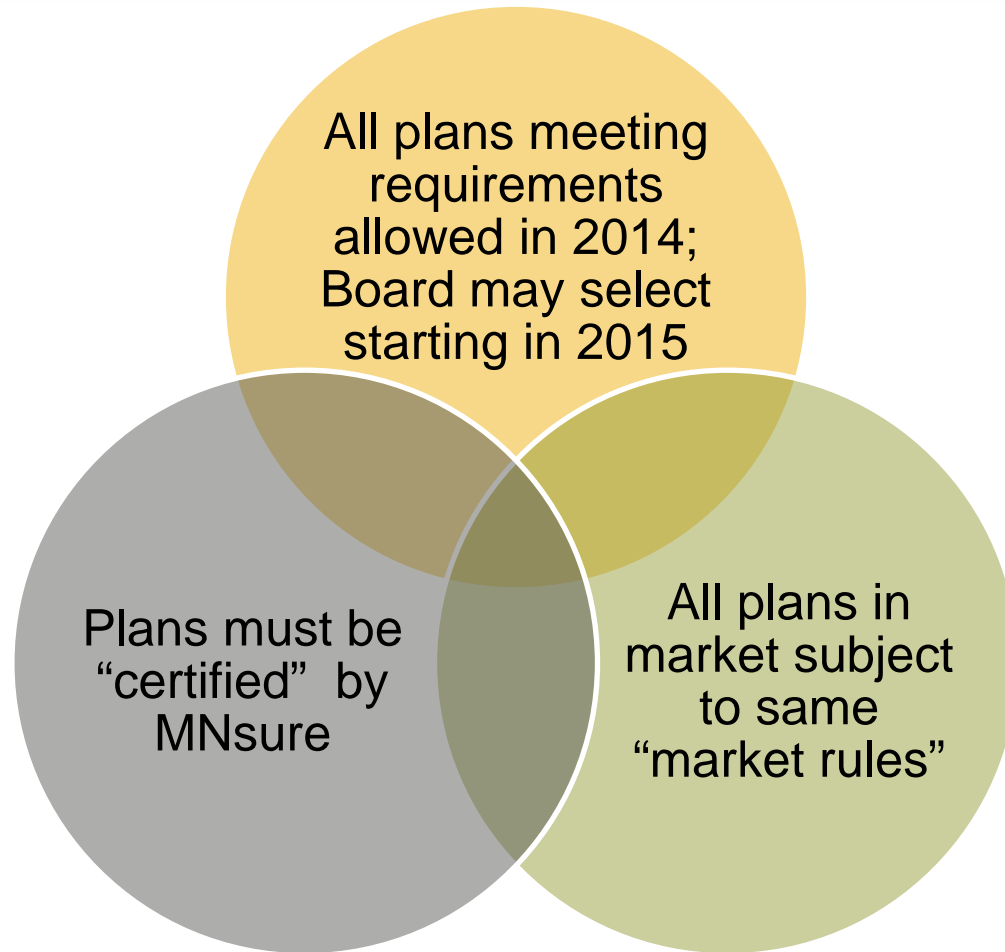 All plans meeting
requirements
allowed in 2014;
Board may select
starting in 2015
Plans must be
“certified”  by
MNsure
All plans in
market subject
to same
“market rules”